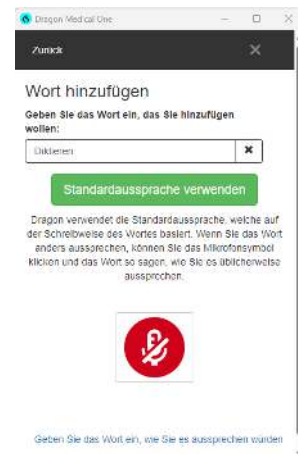 Dragon Medical One
Zurück
Wort hinzufügen
Geben Sie das Wort ein, das Sie hinzufügen
wollen:
Diktieren
Standardaussprache verwenden
Dragon verwendet die Standardaussprache, welche auf
der Schreibweise des Wortes basiert. Wenn Sie das Wort
anders aussprechen, können Sie das Mikrofonsymbol
klicken und das Wort so sagen, wie Sie es üblicherweise
aussprechen.
Geben Sie das Wort ein, wie Sie es aussprechen würden